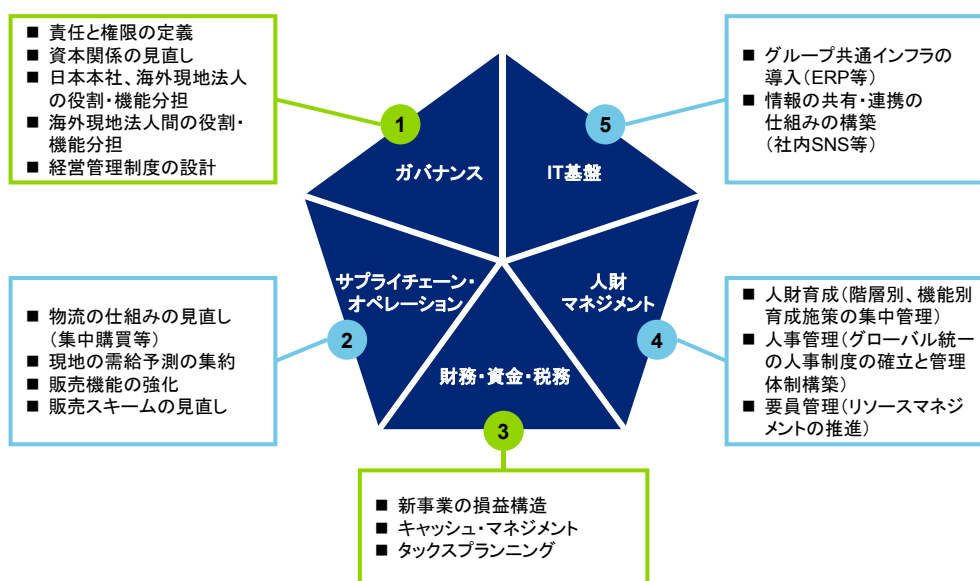 ■ 責任と権限の定義
■ 資本関係の見直し
■ 日本本社、海外現地法人
の役割・機能分担
■ 海外現地法人間の役割・
機能分担
■ 経営管理制度の設計
1
ガバナンス
5
IT基盤
■ グループ共通インフラの
導入(ERP等)
■ 情報の共有・連携の
仕組みの構築
(社内SNS等)
サプライチェーン・
オペレーション
2
■ 物流の仕組みの見直し
(集中購買等)
■ 現地の需給予測の集約
■ 販売機能の強化
■ 販売スキームの見直し
人財
マネジメント
4
■ 人財育成(階層別、機能別
育成施策の集中管理)
■ 人事管理(グローバル統一
の人事制度の確立と管理
体制構築)
■ 要員管理(リソースマネジ
メントの推進)
財務・資金・税務
3
■ 新事業の損益構造
■ キャッシュ・マネジメント
■ タックスプランニング